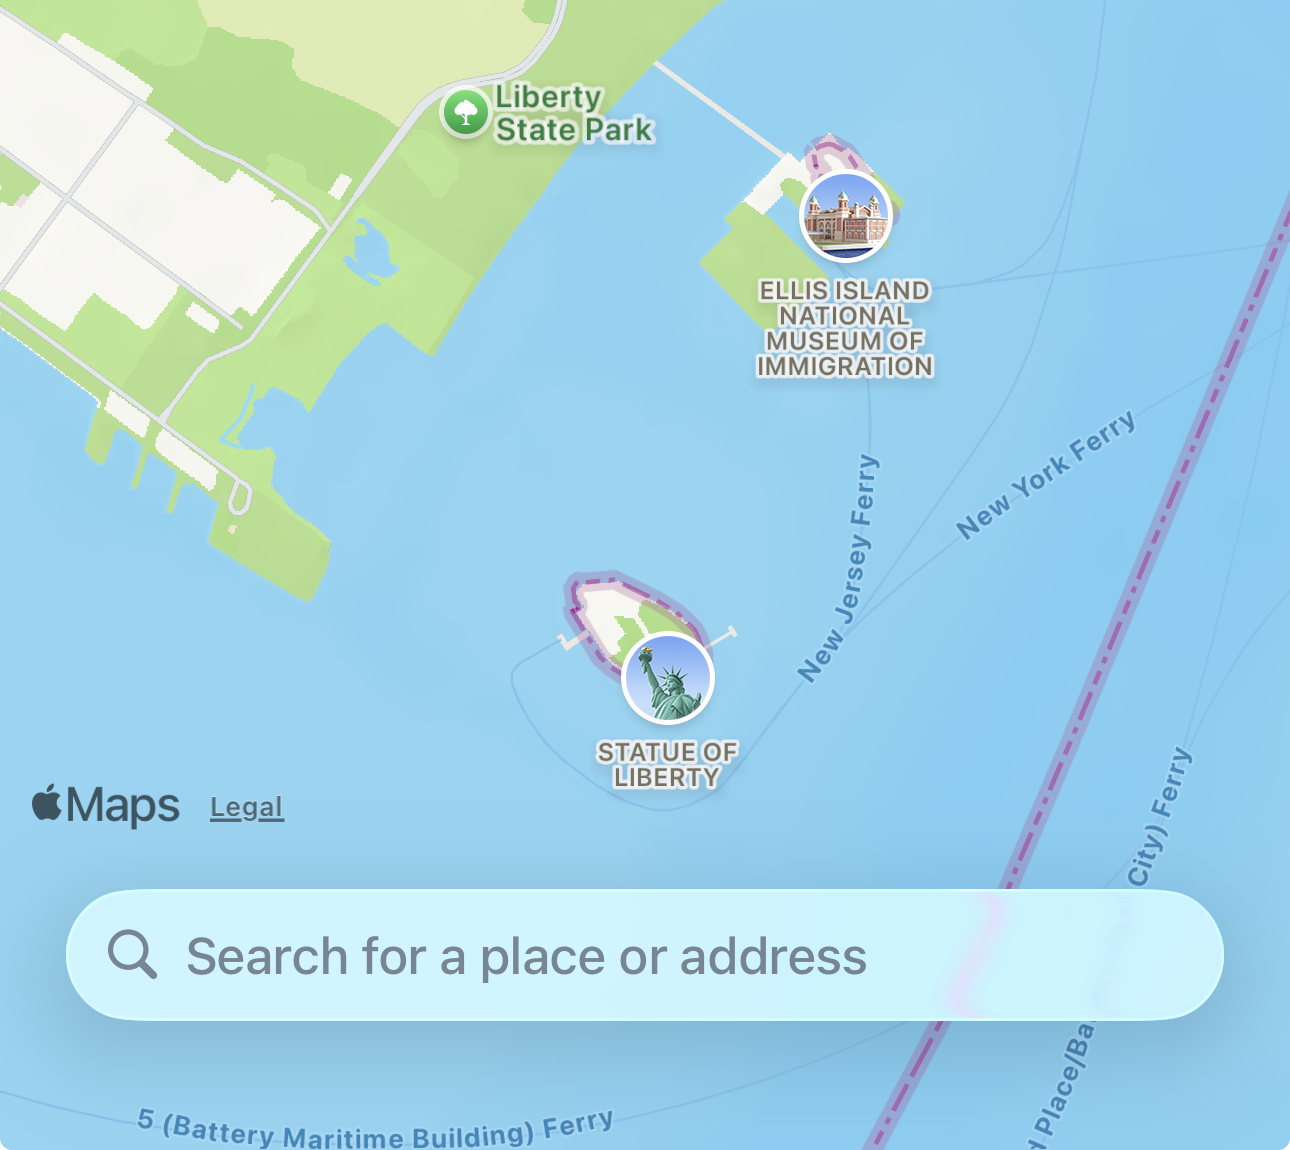 Liberty
State Park
ELLIS ISLAND
NATIONAL
MUSEUM OF
IMMIGRATION
New York Ferry
New Jersey Ferry
STATUE OF
LIBERTY
Maps
Legal
City) Ferry
Search for a place or address
Place/Ba
5 (Battery Maritime Building) Ferry